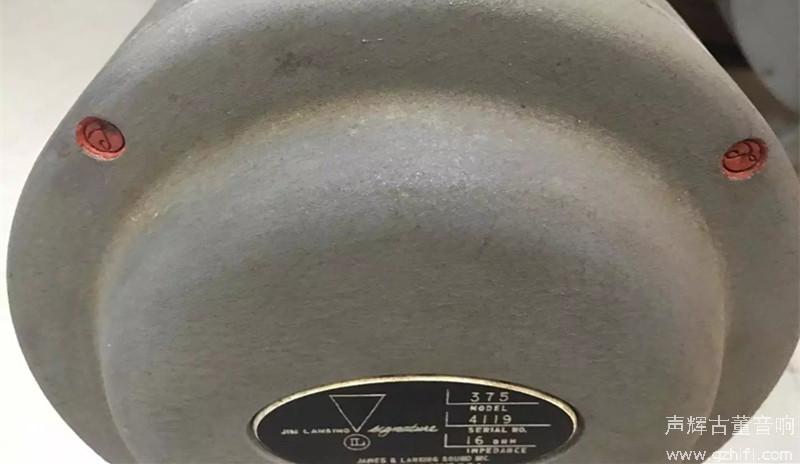 375
MODEL
4119
JIM LANSING signature SERIAL NO.
16 OHM
IMPEDANCE
JAMES B. LANSING SOUND INC.
声辉古董音响
www.gzhifi.com